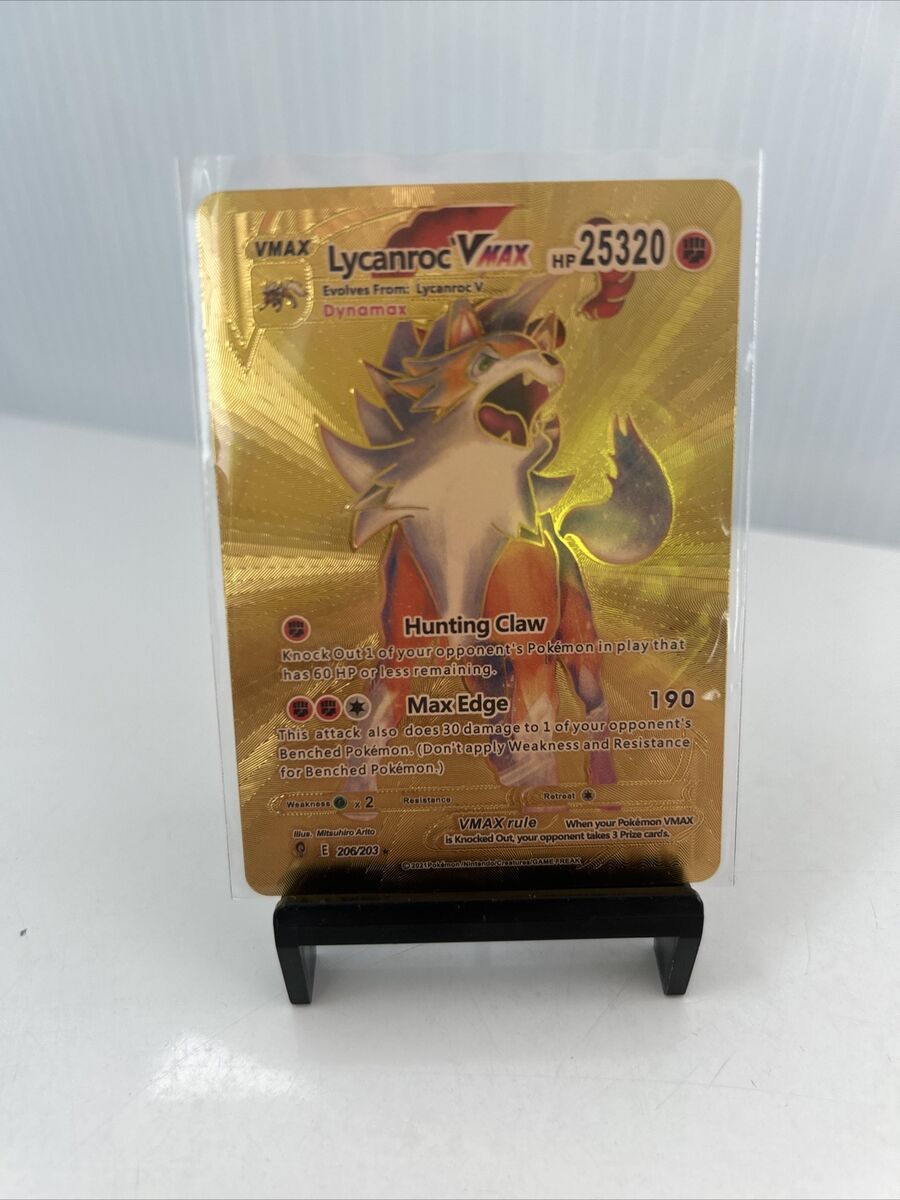 VMAX
Lycanroc VMAX HP 25320
Evolves From: Lycanroc V
Dynamax
Hunting Claw
Knock Out 1 of your opponent's Pokémon in play that
has 60 HP or less remaining.
Max Edge 190
This attack also does 30 damage to 1 of your opponent's
Benched Pokémon. (Don't apply Weakness and Resistance
for Benched Pokémon.)
Weakness x 2 Resistance Retreat
VMAX rule When your Pokémon VMAX
is Knocked Out, your opponent takes 3 Prize cards.
Illus. Mitsuhiro Arito
E 206/203
©2021Pokémon/Nintendo/Creatures/GAME FREAK